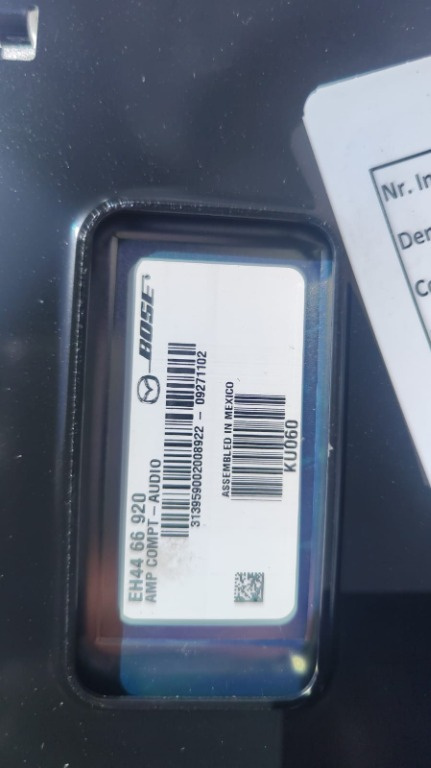 BOSE
EH44 66 920
AMP COMPT-AUDIO
313959002008922 - 09271102
ASSEMBLED IN MEXICO
KU060
Nr. In
Den
Co